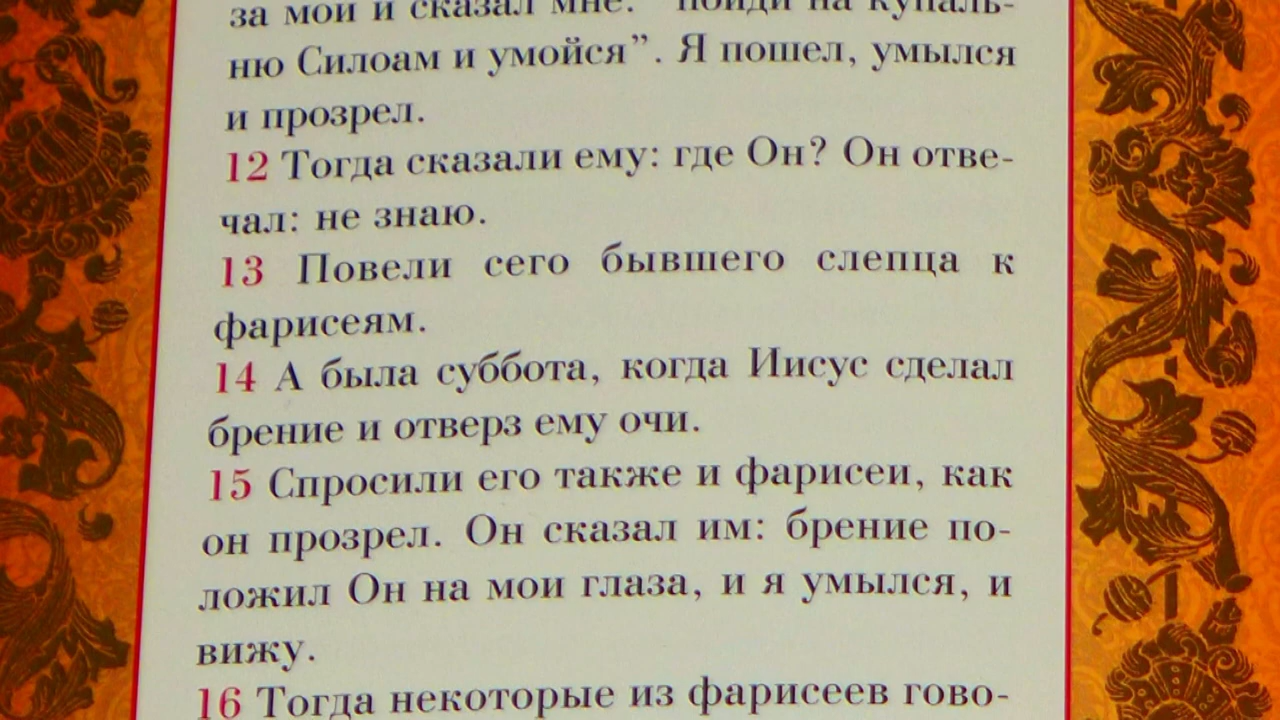 за мои и сказал мне: "пойди на купаль-
ню Силоам и умойся”. Я пошел, умылся
и прозрел.
12 Тогда сказали ему: где Он? Он отве-
чал: не знаю.
13 Повели сего бывшего слепца к
фарисеям.
14 А была суббота, когда Иисус сделал
брение и отверз ему очи.
15 Спросили его также и фарисеи, как
он прозрел. Он сказал им: брение по-
ложил Он на мои глаза, и я умылся, и
вижу.
16 Тогда некоторые из фарисеев гово-